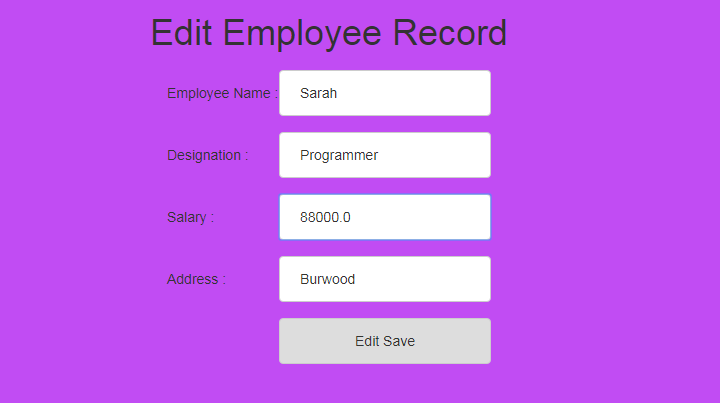 Edit Employee Record
Employee Name : Sarah
Designation : Programmer
Salary : 88000.0
Address : Burwood
Edit Save